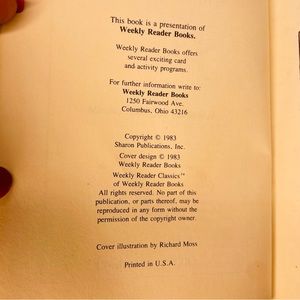 This book is a presentation of
Weekly Reader Books.
Weekly Reader Books offers
several exciting card
and activity programs.
For further information write to:
Weekly Reader Books
1250 Fairwood Ave.
Columbus, Ohio 43216
Copyright © 1983
Sharon Publications, Inc.
Cover design © 1983
Weekly Reader Books
Weekly Reader Classics™
of Weekly Reader Books
All rights reserved. No part of this
publication, or parts thereof, may be
reproduced in any form without the
permission of the copyright owner.
Cover illustration by Richard Moss
Printed in U.S.A.